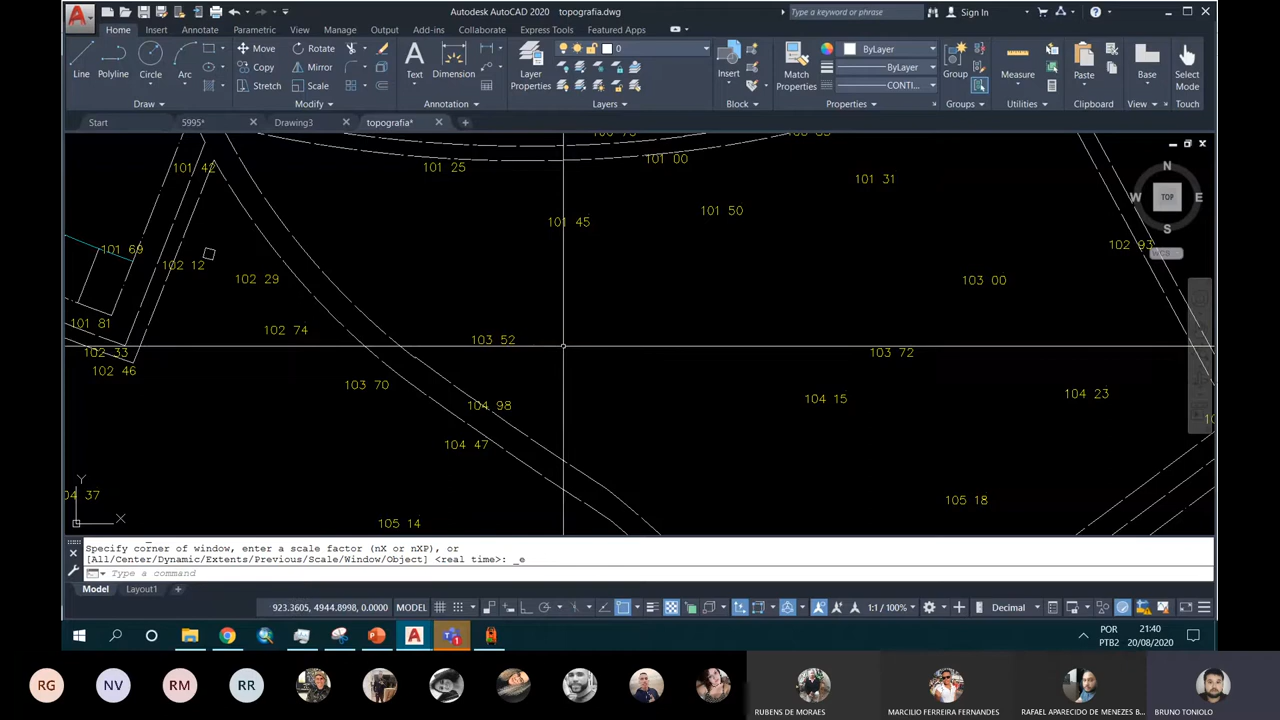 Autodesk AutoCAD 2020 topografia.dwg
Type a keyword or phrase
Sign In
Home Insert Annotate Parametric View Manage Output Add-ins Collaborate Express Tools Featured Apps
Line Polyline Circle Arc
Move Rotate
Copy Mirror
Stretch Scale
Text Dimension
Layer Properties
0
Insert
Match Properties
ByLayer
ByLayer
CONTI...
Group
Measure
Paste
Base
Select Mode
Draw Modify Annotation Layers Block Properties Groups Utilities Clipboard View Touch
Start 5995* Drawing3 topografia*
101 42
101 25
101 00
101 31
101 50
101 45
N
W TOP E
S
WCS
101 69
102 12
102 29
102 93
103 00
101 81
102 74
103 52
102 33
103 72
102 46
103 70
104 98
104 15
104 23
104 47
04 37
105 18
105 14
Y
X
Specify corner of window, enter a scale factor (nX or nXP), or
[All/Center/Dynamic/Extents/Previous/Scale/Window/Object] <real time>: _e
Type a command
Model Layout1
923.3605, 4944.8998, 0.0000 MODEL
1:1 / 100%
Decimal
POR
PTB2
21:40
20/08/2020
RG NV RM RR
RUBENS DE MORAES
MARCILIO FERREIRA FERNANDES
RAFAEL APARECIDO DE MENEZES B...
BRUNO TONIOLO